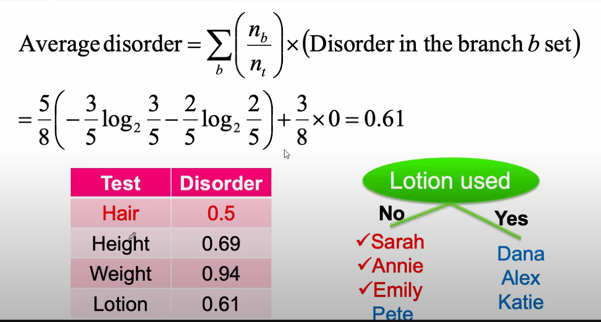 Average disorder = ∑_b (n_b / n_t) × (Disorder in the branch b set)
= 5/8 (− 3/5 log₂ 3/5 − 2/5 log₂ 2/5) + 3/8 × 0 = 0.61
Test Disorder
Hair 0.5
Height 0.69
Weight 0.94
Lotion 0.61
Lotion used
No Yes
✓Sarah
✓Annie
✓Emily
Pete
Dana
Alex
Katie